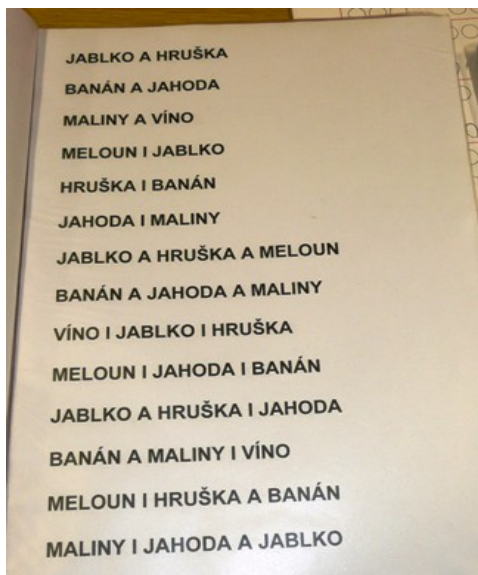 JABLKO A HRUŠKA
BANÁN A JAHODA
MALINY A VÍNO
MELOUN I JABLKO
HRUŠKA I BANÁN
JAHODA I MALINY
JABLKO A HRUŠKA A MELOUN
BANÁN A JAHODA A MALINY
VÍNO I JABLKO I HRUŠKA
MELOUN I JAHODA I BANÁN
JABLKO A HRUŠKA I JAHODA
BANÁN A MALINY I VÍNO
MELOUN I HRUŠKA A BANÁN
MALINY I JAHODA A JABLKO